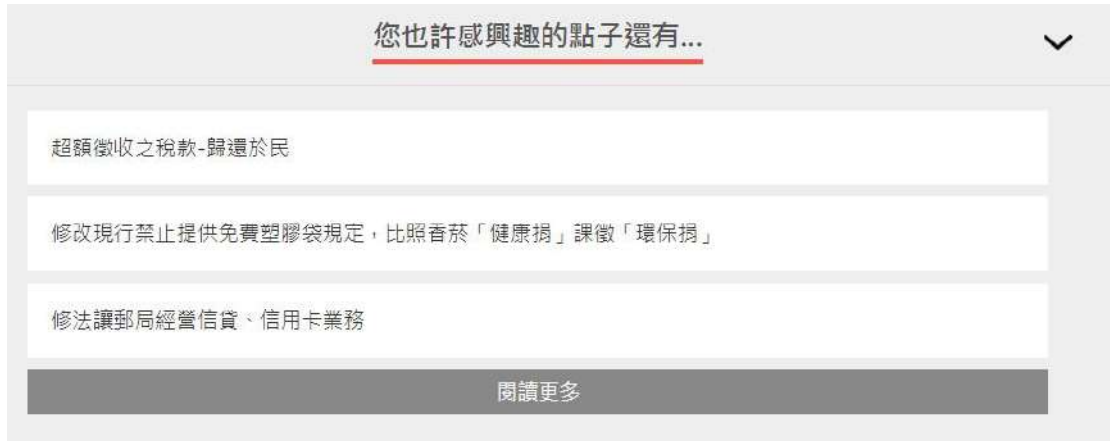 您也許感興趣的點子還有...
超額徵收之稅款-歸還於民
修改現行禁止提供免費塑膠袋規定，比照香菸「健康捐」課徵「環保捐」
修法讓郵局經營信貸、信用卡業務
閱讀更多